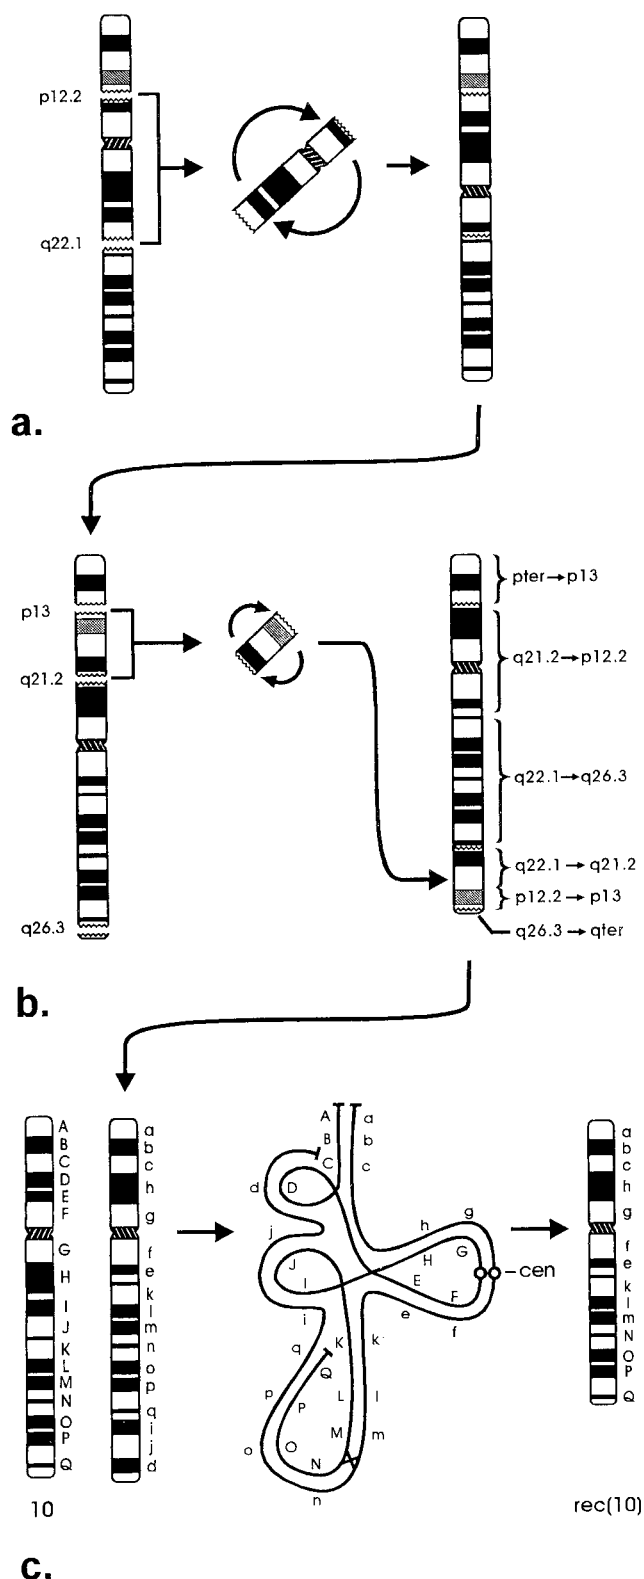 p12.2
q22.1
a.
p13
q21.2
q26.3
pter→p13
q21.2→p12.2
q22.1→q26.3
q22.1→q21.2
p12.2→p13
q26.3→qter
b.
A
B
C
D
E
F
G
H
I
J
K
L
M
N
O
P
Q
10
a
b
c
h
g
f
e
k
l
m
n
o
p
q
i
j
d
A a
B b
C c
d D
j
h g
J H G
I E F
cen
i e f
q K k
Q
p P L l
M m
o O N
n
a
b
c
h
g
f
e
k
l
m
N
O
P
Q
rec(10)
c.